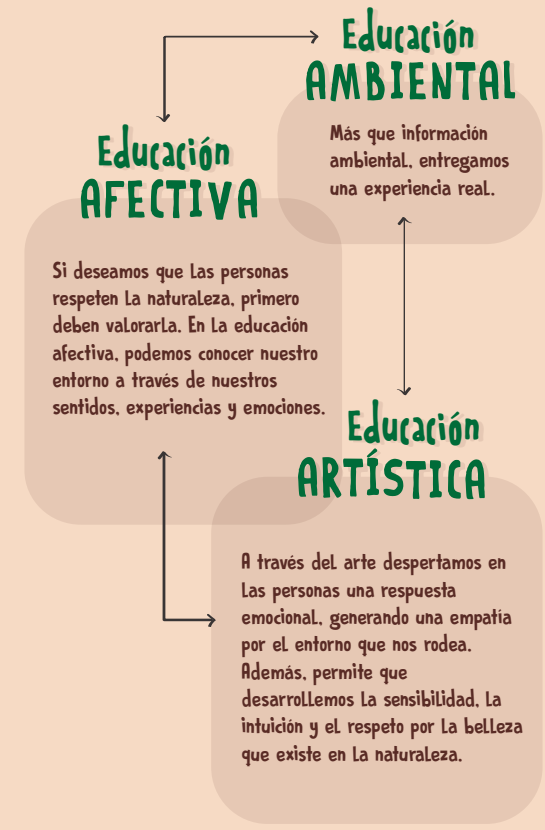 Educación
AMBIENTAL
Más que información
ambiental, entregamos
una experiencia real.
Educación
AFECTIVA
Si deseamos que las personas
respeten la naturaleza, primero
deben valorarla. En la educación
afectiva, podemos conocer nuestro
entorno a través de nuestros
sentidos, experiencias y emociones.
Educación
ARTÍSTICA
A través del arte despertamos en
las personas una respuesta
emocional, generando una empatía
por el entorno que nos rodea.
Además, permite que
desarrollemos la sensibilidad, la
intuición y el respeto por la belleza
que existe en la naturaleza.